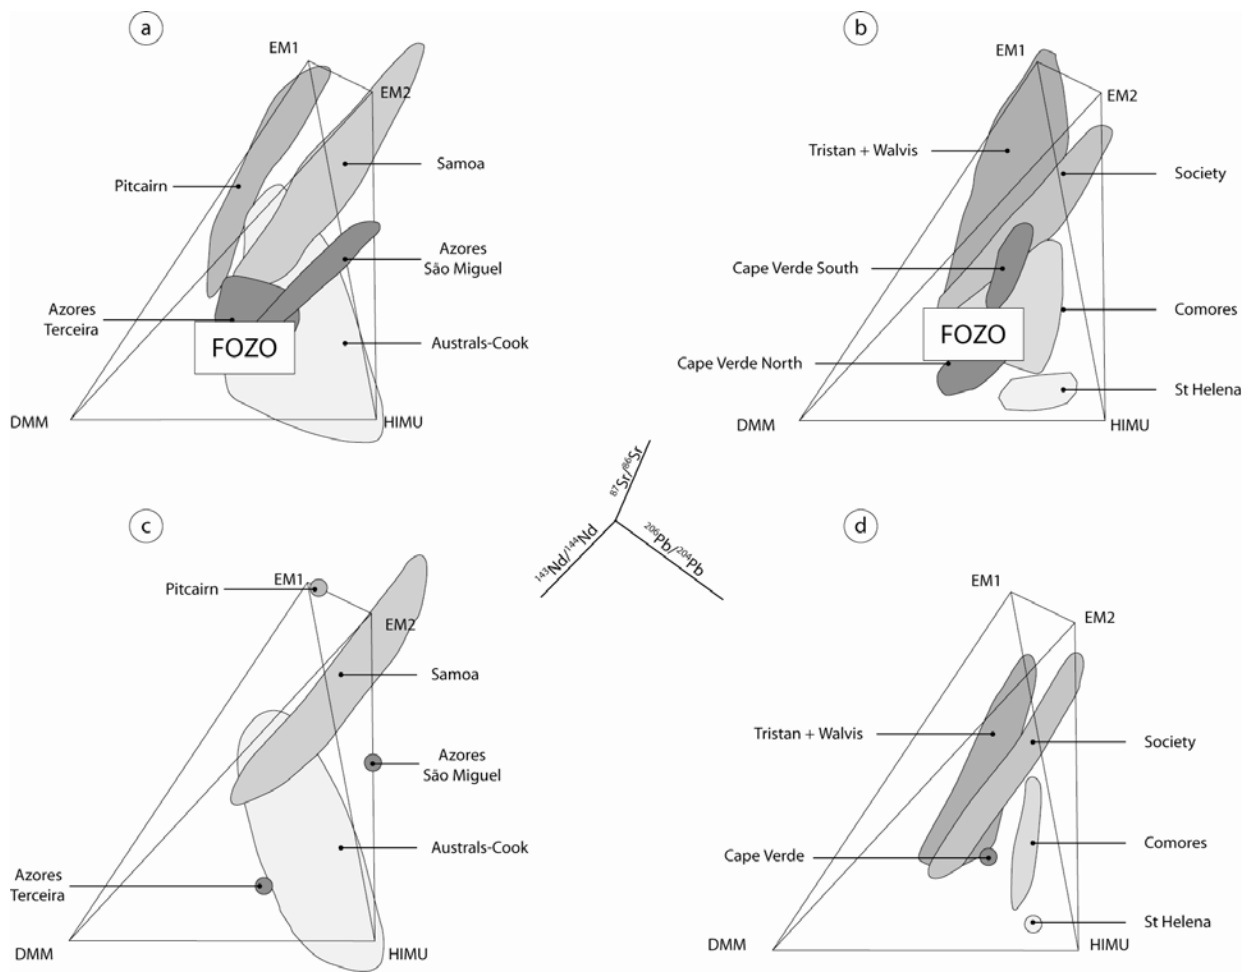 a
EM1
EM2
Samoa
Pitcairn
Azores
São Miguel
Azores
Terceira
FOZO
Australs-Cook
DMM
HIMU
b
EM1
EM2
Tristan + Walvis
Society
Cape Verde South
Comores
FOZO
Cape Verde North
St Helena
DMM
HIMU
⁸⁷Sr/⁸⁶Sr
¹⁴³Nd/¹⁴⁴Nd
²⁰⁶Pb/²⁰⁴Pb
c
EM1
Pitcairn
EM2
Samoa
Azores
São Miguel
Australs-Cook
Azores
Terceira
DMM
HIMU
d
EM1
EM2
Tristan + Walvis
Society
Cape Verde
Comores
St Helena
DMM
HIMU